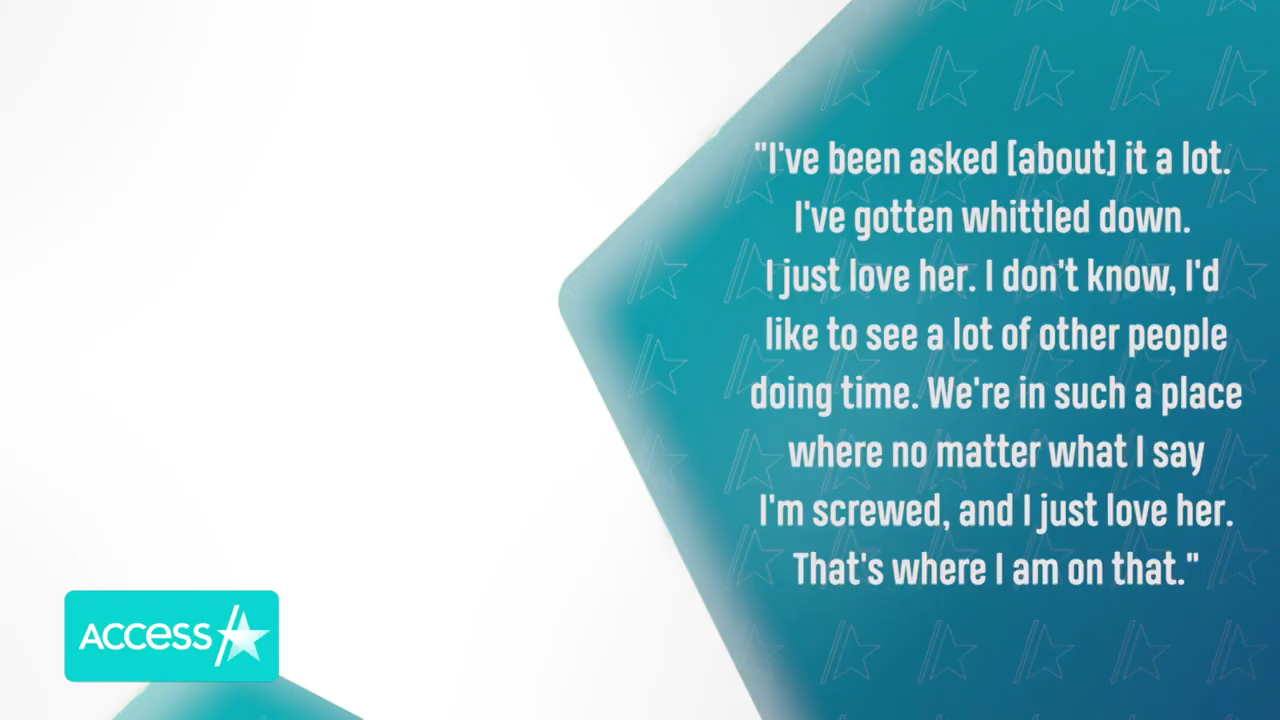 "I've been asked [about] it a lot.
I've gotten whittled down.
I just love her. I don't know, I'd
like to see a lot of other people
doing time. We're in such a place
where no matter what I say
I'm screwed, and I just love her.
That's where I am on that."
ACCESS